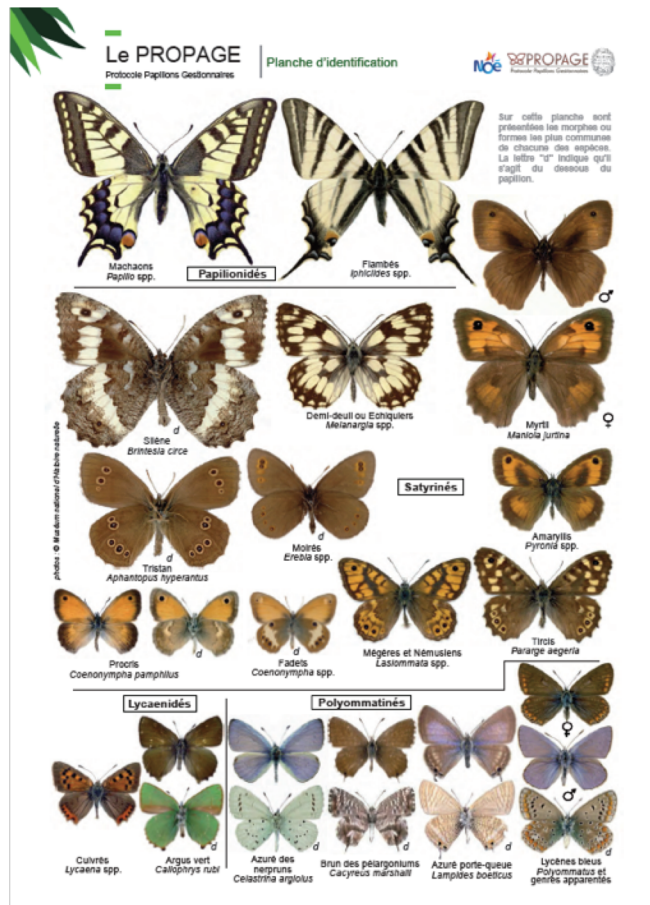 Le PROPAGE
Protocole Papillons Gestionnaires
Planche d'identification
Noé
PROPAGE
Protocole Papillons Gestionnaires
Sur cette planche sont
présentées les morphes ou
formes les plus communes
de chacune des espèces.
La lettre "d" indique qu'il
s'agit du dessous du
papillon.
Machaons
Papilio spp.
Papilionidés
Flambés
Iphiclides spp.
♂
d
Silène
Brintesia circe
Demi-deuil ou Echiquiers
Melanargia spp.
Myrtil
Maniola jurtina
♀
photos : © Muséum national d'Histoire naturelle
d
Tristan
Aphantopus hyperantus
d
Moirés
Erebia spp.
Satyrinés
Amaryllis
Pyronia spp.
d
Procris
Coenonympha pamphilus
d
Fadets
Coenonympha spp.
Mégères et Némusiens
Lasiommata spp.
d
Tircis
Pararge aegeria
Lycaenidés
Polyommatinés
♀
♂
Cuivrés
Lycaena spp.
d
Argus vert
Callophrys rubi
d
Azuré des
nerpruns
Celastrina argiolus
d
Brun des pélargoniums
Cacyreus marshalli
d
Azuré porte-queue
Lampides boeticus
d
Lycènes bleus
Polyommatus et
genres apparentés